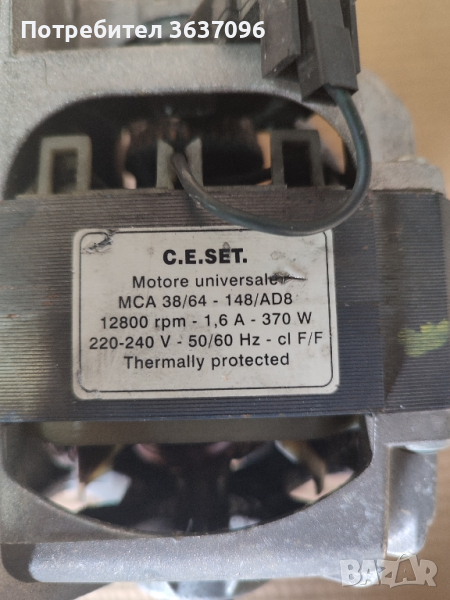 Потребител 3637096
C.E.SET.
Motore universale
MCA 38/64 - 148/AD8
12800 rpm - 1,6 A - 370 W
220-240 V - 50/60 Hz - cl F/F
Thermally protected
BAZAR